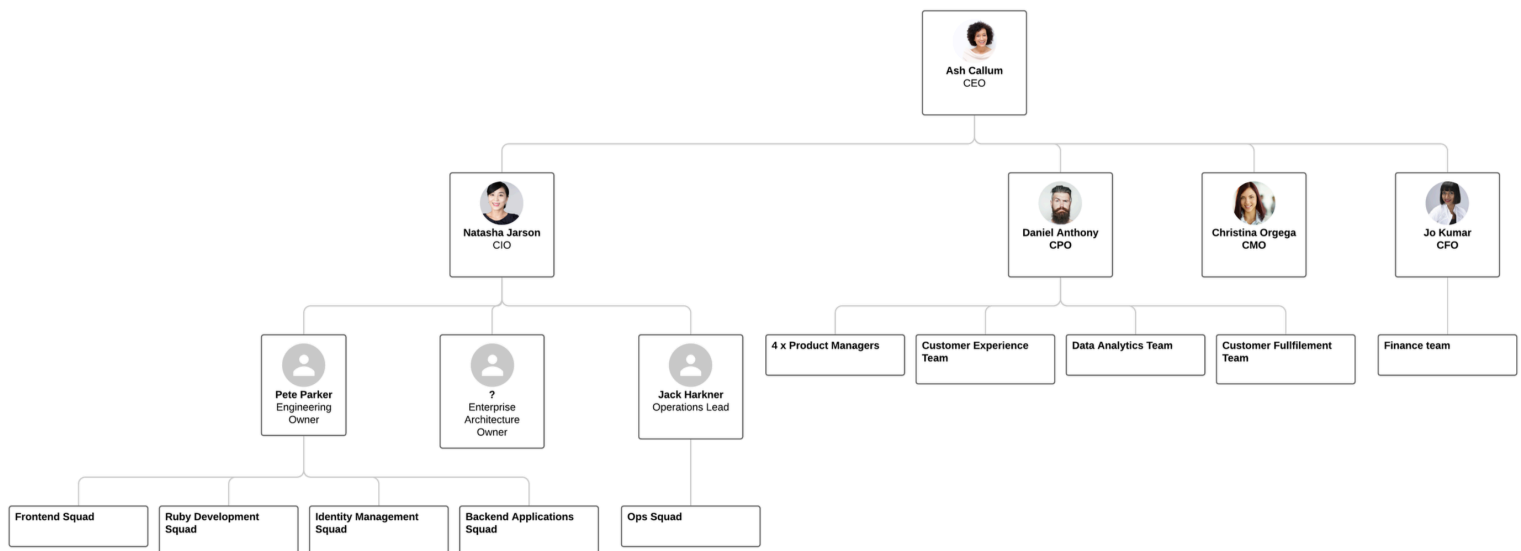 Ash Callum
CEO
Natasha Jarson
CIO
Daniel Anthony
CPO
Christina Orgega
CMO
Jo Kumar
CFO
Pete Parker
Engineering
Owner
?
Enterprise
Architecture
Owner
Jack Harkner
Operations Lead
4 x Product Managers
Customer Experience
Team
Data Analytics Team
Customer Fullfilement
Team
Finance team
Frontend Squad
Ruby Development
Squad
Identity Management
Squad
Backend Applications
Squad
Ops Squad